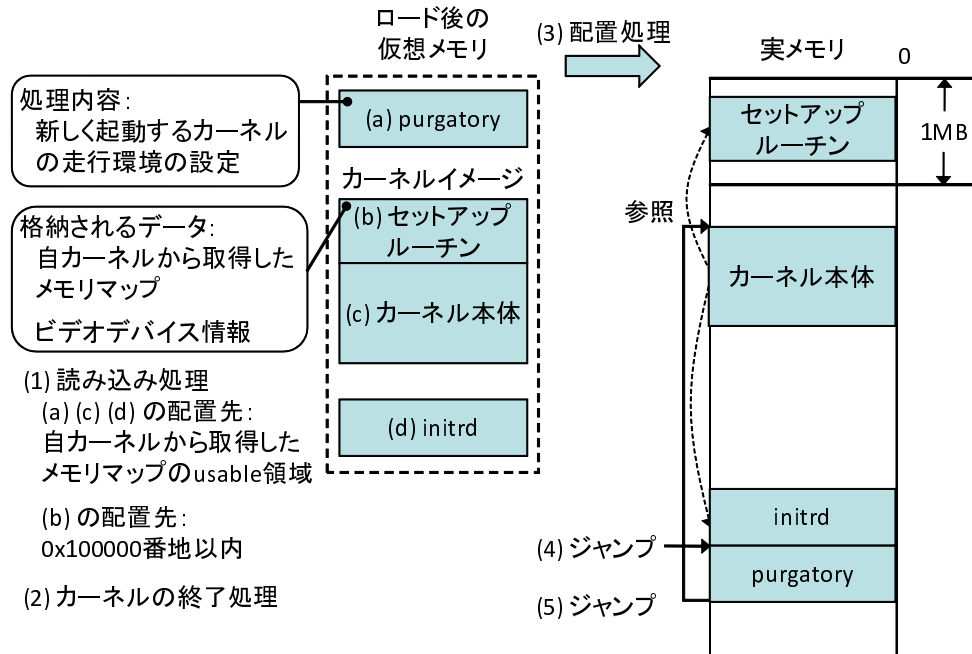 ロード後の
仮想メモリ
(3) 配置処理
実メモリ
0
処理内容:
新しく起動するカーネル
の走行環境の設定
(a) purgatory
セットアップ
ルーチン
1MB
カーネルイメージ
格納されるデータ:
自カーネルから取得した
メモリマップ
ビデオデバイス情報
(b) セットアップ
ルーチン
(c) カーネル本体
参照
カーネル本体
(1) 読み込み処理
(a) (c) (d) の配置先:
自カーネルから取得した
メモリマップのusable領域
(d) initrd
(b) の配置先:
0x100000番地以内
initrd
(4) ジャンプ
purgatory
(2) カーネルの終了処理
(5) ジャンプ